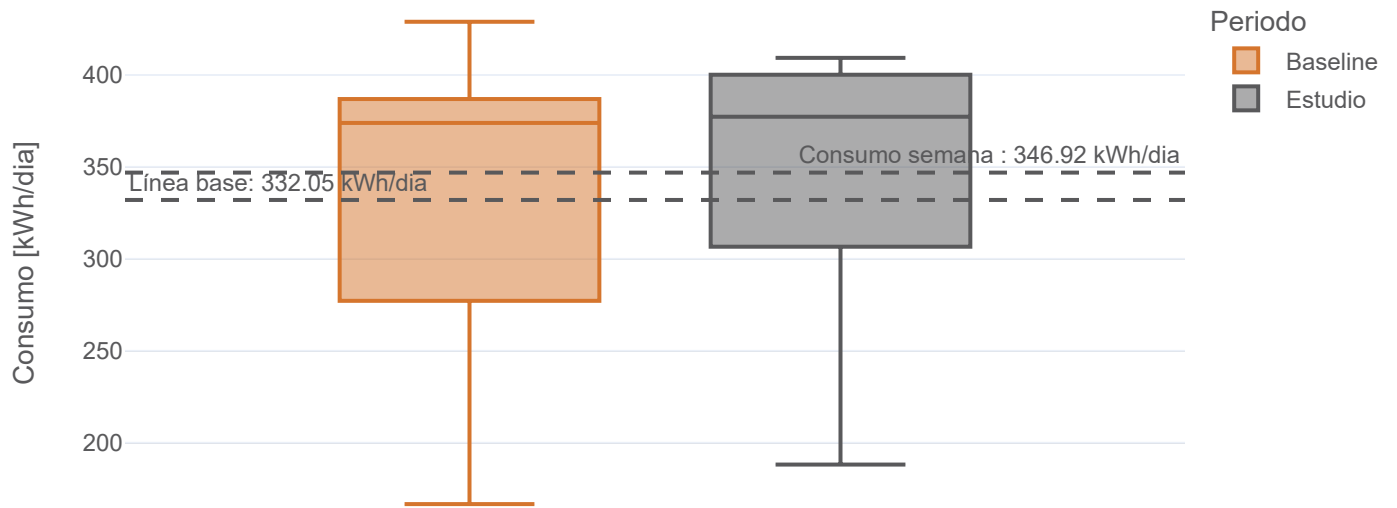 Periodo
Baseline
Estudio
Consumo [kWh/dia]
400
350
300
250
200
Consumo semana : 346.92 kWh/dia
Línea base: 332.05 kWh/dia